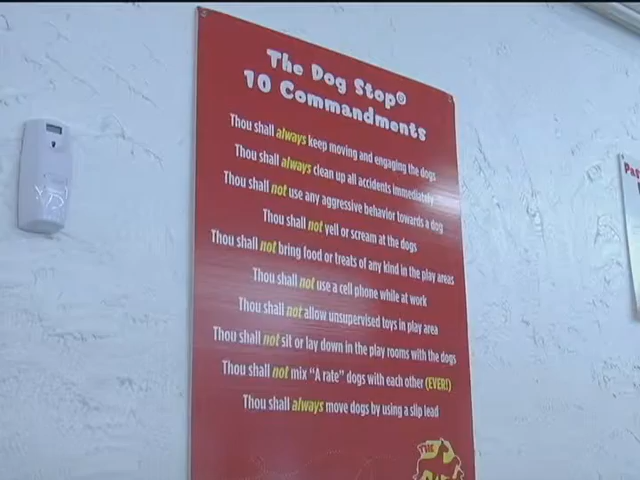 The Dog Stop®
10 Commandments
Thou shall always keep moving and engaging the dogs
Thou shall always clean up all accidents immediately
Thou shall not use any aggressive behavior towards a dog
Thou shall not yell or scream at the dogs
Thou shall not bring food or treats of any kind in the play areas
Thou shall not use a cell phone while at work
Thou shall not allow unsupervised toys in play area
Thou shall not sit or lay down in the play rooms with the dogs
Thou shall not mix "A rate" dogs with each other (EVER!)
Thou shall always move dogs by using a slip lead
THE